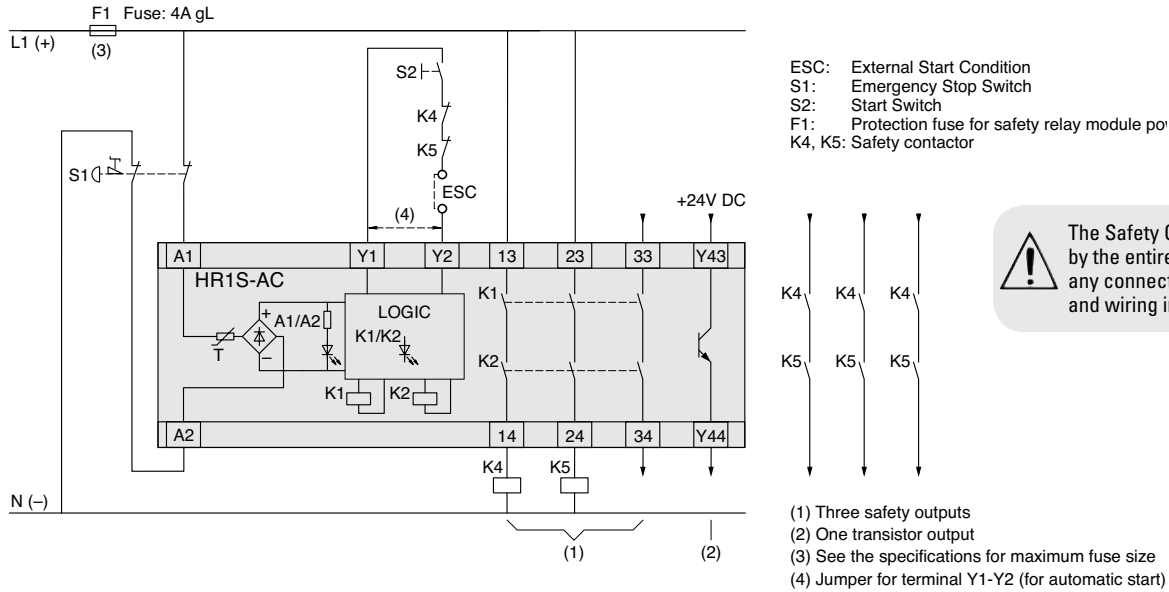 F1 Fuse: 4A gL
L1 (+)
(3)
S2
K4
K5
ESC
S1
(4)
+24V DC
A1 Y1 Y2 13 23 33 Y43
HR1S-AC
+
A1/A2
T
–
LOGIC
K1/K2
K1 K2
K1
K2
A2 14 24 34 Y44
K4 K5
N (–)
(1) (2)
ESC: External Start Condition
S1: Emergency Stop Switch
S2: Start Switch
F1: Protection fuse for safety relay module
K4, K5: Safety contactor
K4 K4 K4
K5 K5 K5
!
The Safety
by the entire
any connect
and wiring
(1) Three safety outputs
(2) One transistor output
(3) See the specifications for maximum fuse size
(4) Jumper for terminal Y1-Y2 (for automatic start)